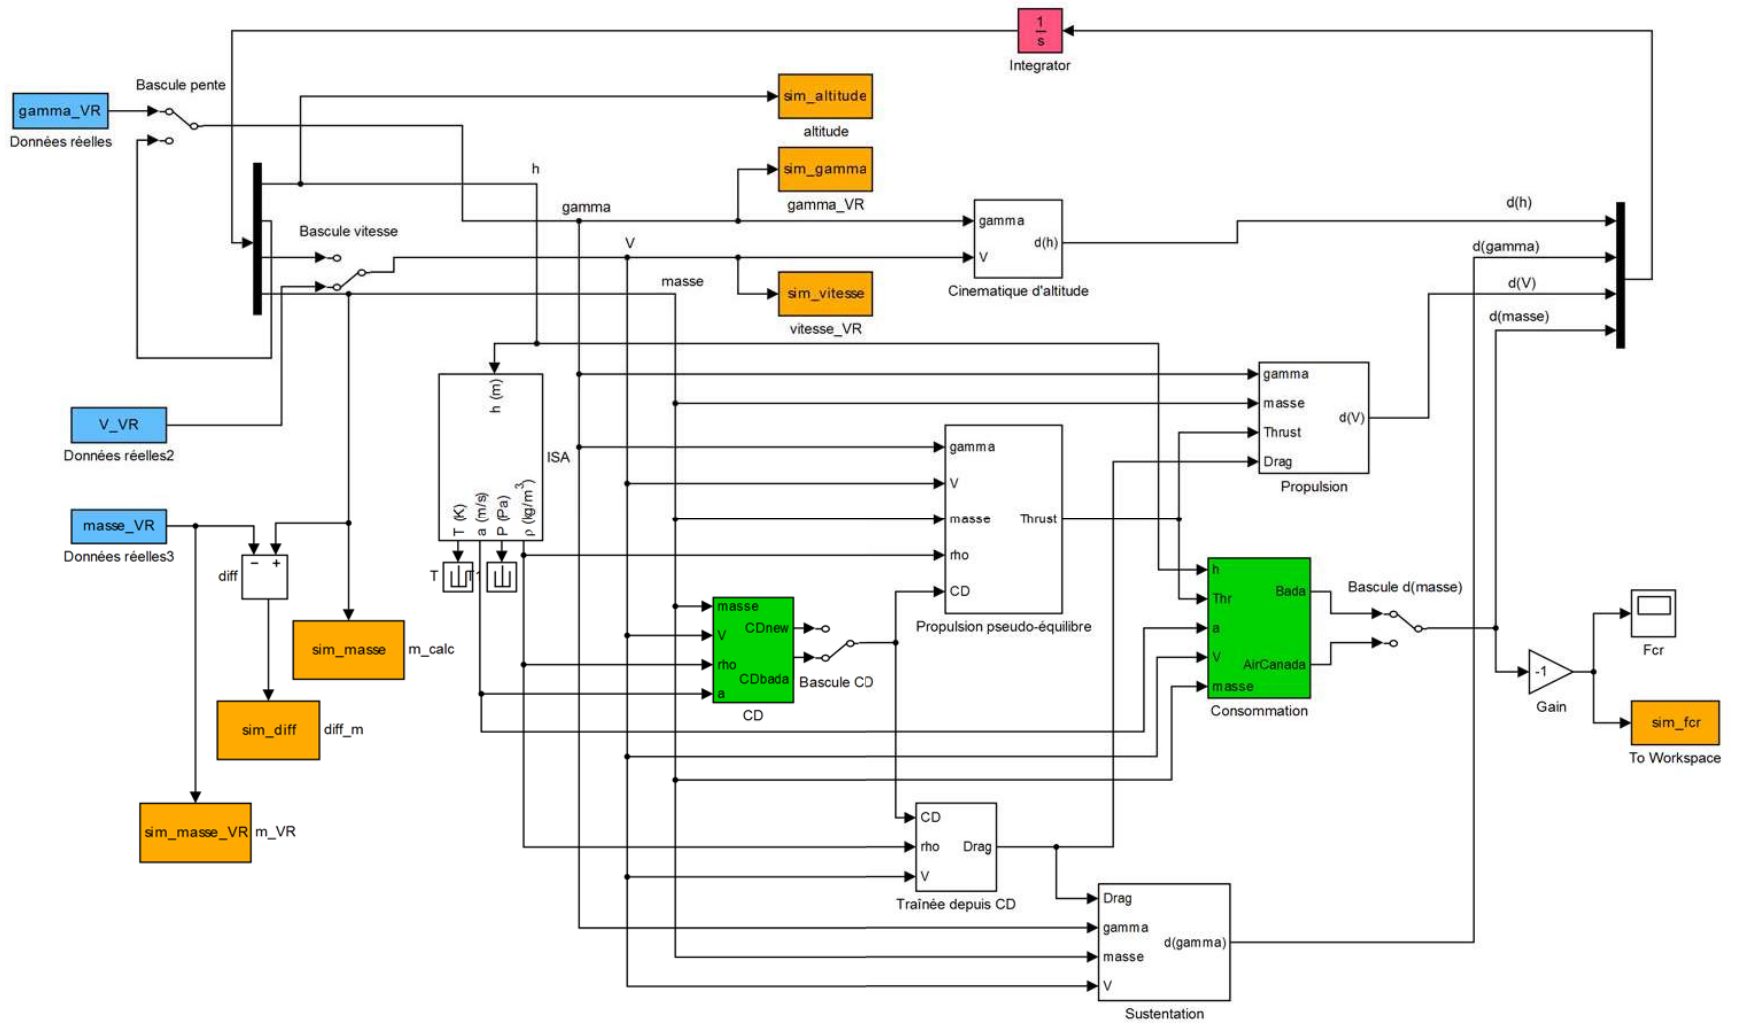 1
s
Integrator
Bascule pente
gamma_VR
Données réelles
sim_altitude
altitude
h
sim_gamma
gamma_VR
gamma
Bascule vitesse
V
masse
sim_vitesse
vitesse_VR
gamma
V
d(h)
Cinematique d'altitude
d(h)
d(gamma)
d(V)
d(masse)
V_VR
Données réelles2
masse_VR
Données réelles3
diff
− +
sim_masse
m_calc
sim_diff
diff_m
sim_masse_VR
m_VR
h (m)
ISA
T (K)
a (m/s)
P (Pa)
ρ (kg/m³)
T
gamma
V
masse
rho
CD
Thrust
Propulsion pseudo-équilibre
gamma
masse
Thrust
Drag
d(V)
Propulsion
masse
V
rho
a
CDnew
CDbada
CD
Bascule CD
h
Thr
a
V
masse
Bada
AirCanada
Consommation
Bascule d(masse)
-1
Gain
Fcr
sim_fcr
To Workspace
CD
rho
V
Drag
Traînée depuis CD
Drag
gamma
masse
V
d(gamma)
Sustentation